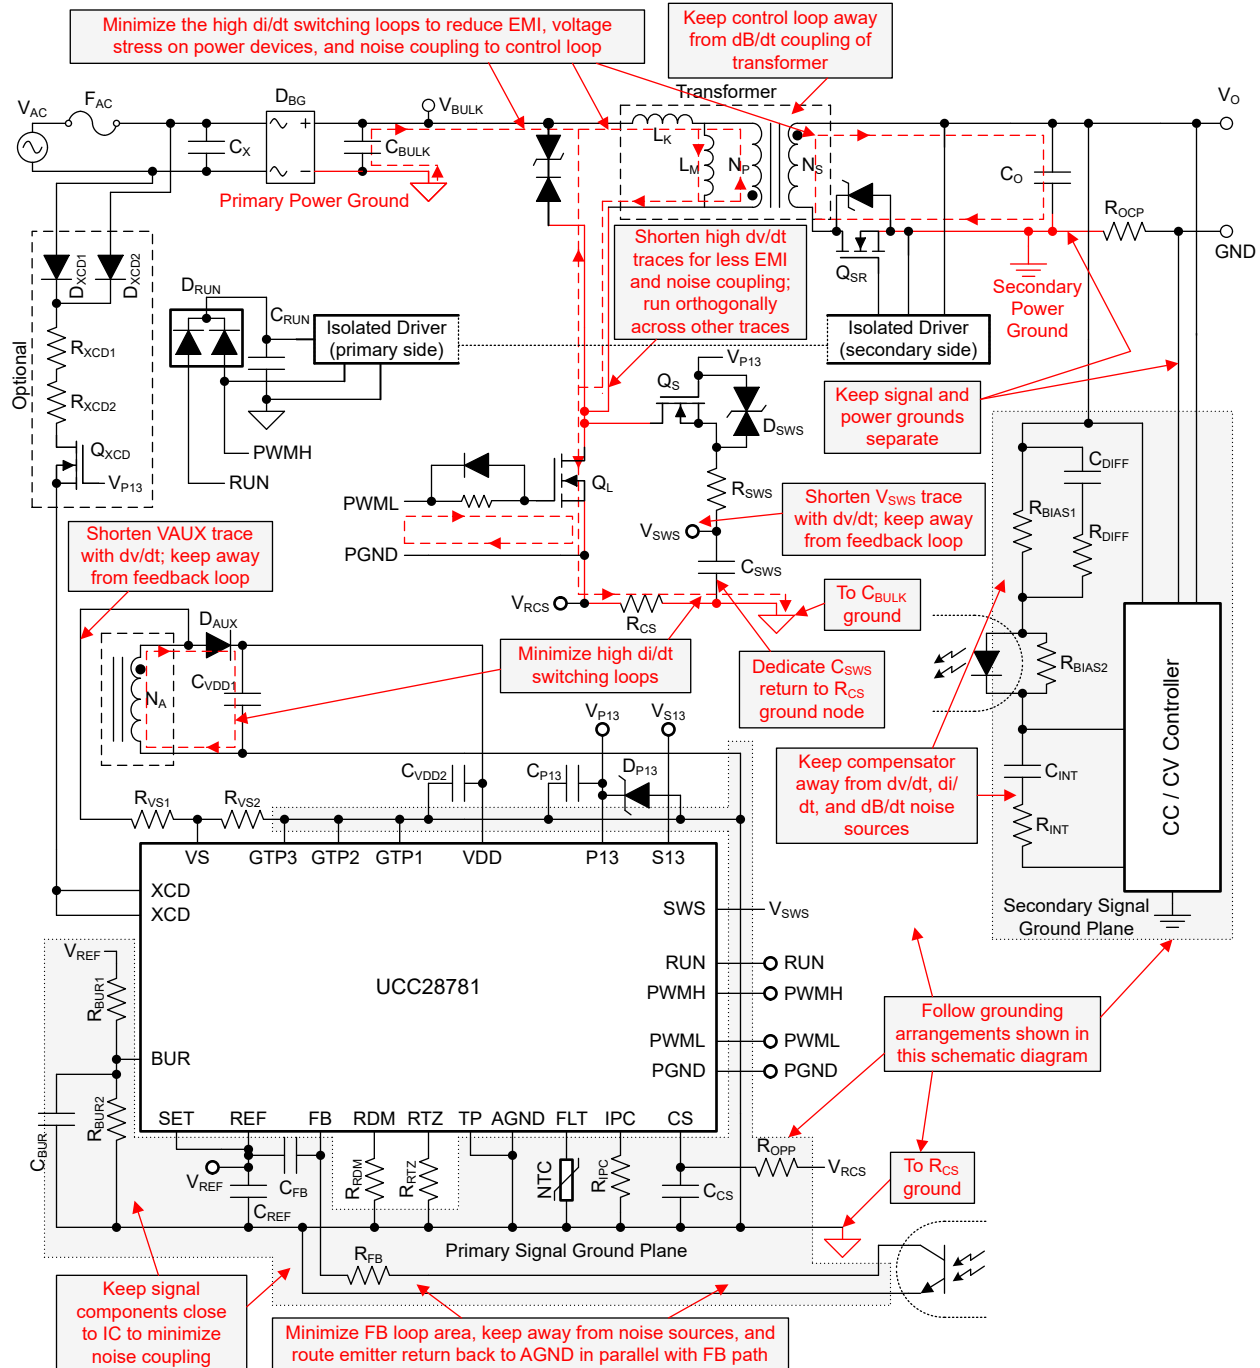 Minimize the high di/dt switching loops to reduce EMI, voltage
stress on power devices, and noise coupling to control loop
Keep control loop away
from dB/dt coupling of
transformer
Transformer
VAC
FAC
DBG
VBULK
VO
CX
CBULK
LK
LM
NP
NS
CO
Primary Power Ground
ROCP
GND
QSR
Secondary
Power
Ground
Shorten high dv/dt
traces for less EMI
and noise coupling;
run orthogonally
across other traces
Optional
DXCD1
DXCD2
RXCD1
RXCD2
QXCD
VP13
DRUN
CRUN
Isolated Driver
(primary side)
Isolated Driver
(secondary side)
PWMH
RUN
VP13
QS
DSWS
Keep signal and
power grounds
separate
PWML
QL
PGND
RSWS
VSWS
Shorten VSWS trace
with dv/dt; keep away
from feedback loop
CSWS
VRCS
RCS
To CBULK
ground
Shorten VAUX trace
with dv/dt; keep away
from feedback loop
DAUX
NA
CVDD1
Minimize high di/dt
switching loops
Dedicate CSWS
return to RCS
ground node
CDIFF
RBIAS1
RDIFF
RBIAS2
CINT
RINT
CC / CV Controller
Keep compensator
away from dv/dt, di/
dt, and dB/dt noise
sources
Secondary Signal
Ground Plane
VP13
VS13
CVDD2
CP13
DP13
RVS1
RVS2
VS
GTP3
GTP2
GTP1
VDD
P13
S13
XCD
XCD
SWS
VSWS
RUN
RUN
PWMH
PWMH
PWML
PWML
PGND
PGND
UCC28781
VREF
RBUR1
BUR
RBUR2
CBUR
SET
REF
FB
RDM
RTZ
TP
AGND
FLT
IPC
CS
VREF
CFB
CREF
RRDM
RRTZ
NTC
RIPC
CCS
ROPP
VRCS
Follow grounding
arrangements shown in
this schematic diagram
To RCS
ground
Primary Signal Ground Plane
RFB
Keep signal
components close
to IC to minimize
noise coupling
Minimize FB loop area, keep away from noise sources, and
route emitter return back to AGND in parallel with FB path